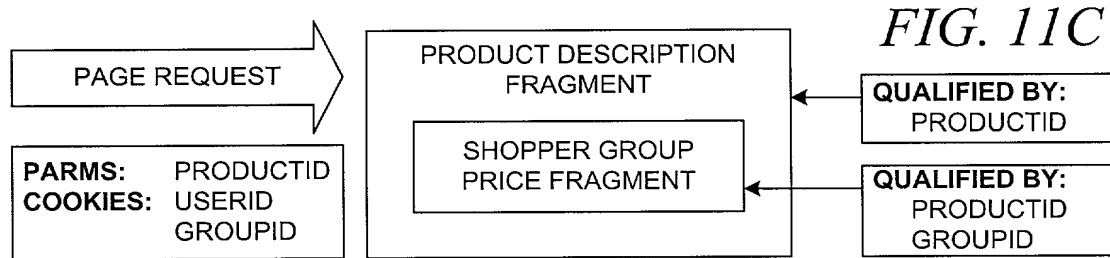 FIG. 11C
PAGE REQUEST
PARMS: PRODUCTID
COOKIES: USERID
GROUPID
PRODUCT DESCRIPTION
FRAGMENT
SHOPPER GROUP
PRICE FRAGMENT
QUALIFIED BY:
PRODUCTID
QUALIFIED BY:
PRODUCTID
GROUPID